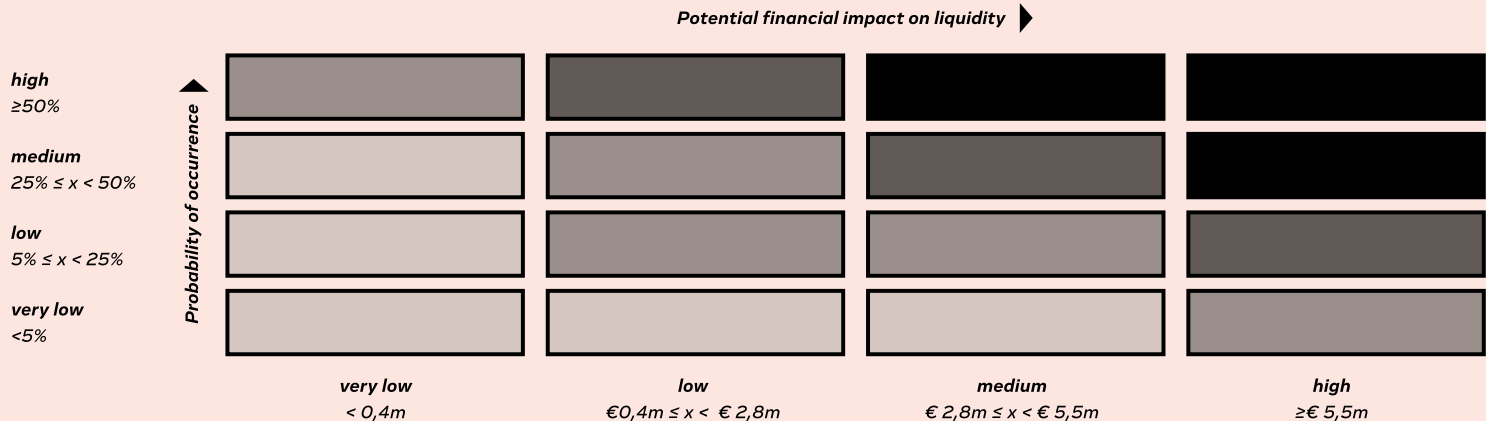 Potential financial impact on liquidity
high
≥50%
medium
25% ≤ x < 50%
low
5% ≤ x < 25%
very low
<5%
Probability of occurrence
very low
< 0,4m
low
€0,4m ≤ x < € 2,8m
medium
€ 2,8m ≤ x < € 5,5m
high
≥€ 5,5m